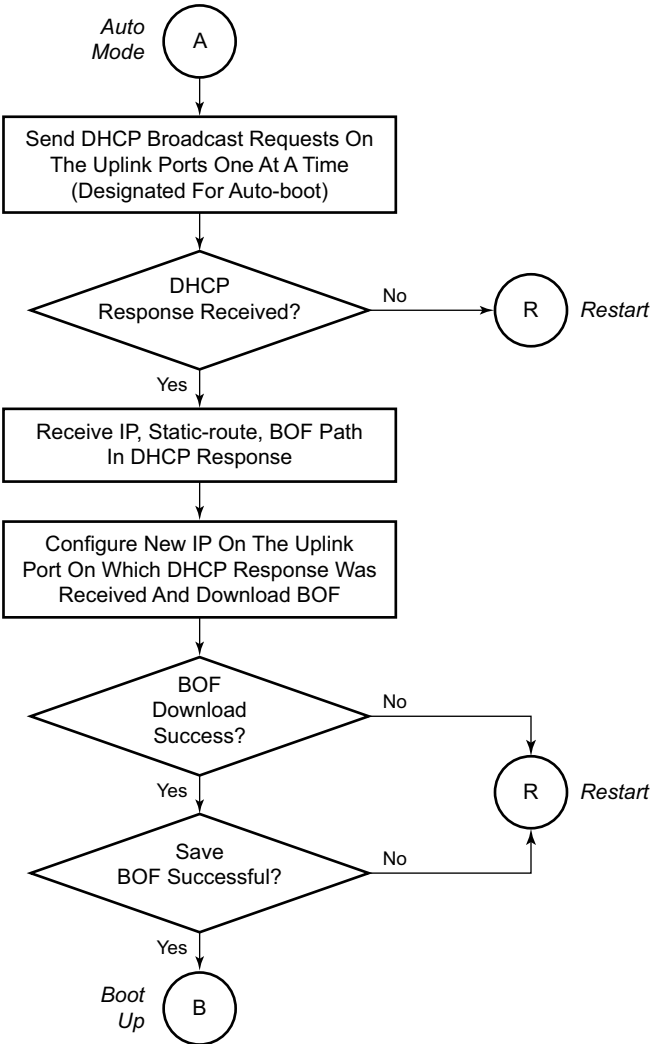 Auto
Mode
A
Send DHCP Broadcast Requests On
The Uplink Ports One At A Time
(Designated For Auto-boot)
DHCP
Response Received?
No
R
Restart
Yes
Receive IP, Static-route, BOF Path
In DHCP Response
Configure New IP On The Uplink
Port On Which DHCP Response Was
Received And Download BOF
BOF
Download
Success?
No
R
Restart
Yes
Save
BOF Successful?
No
Yes
Boot
Up
B